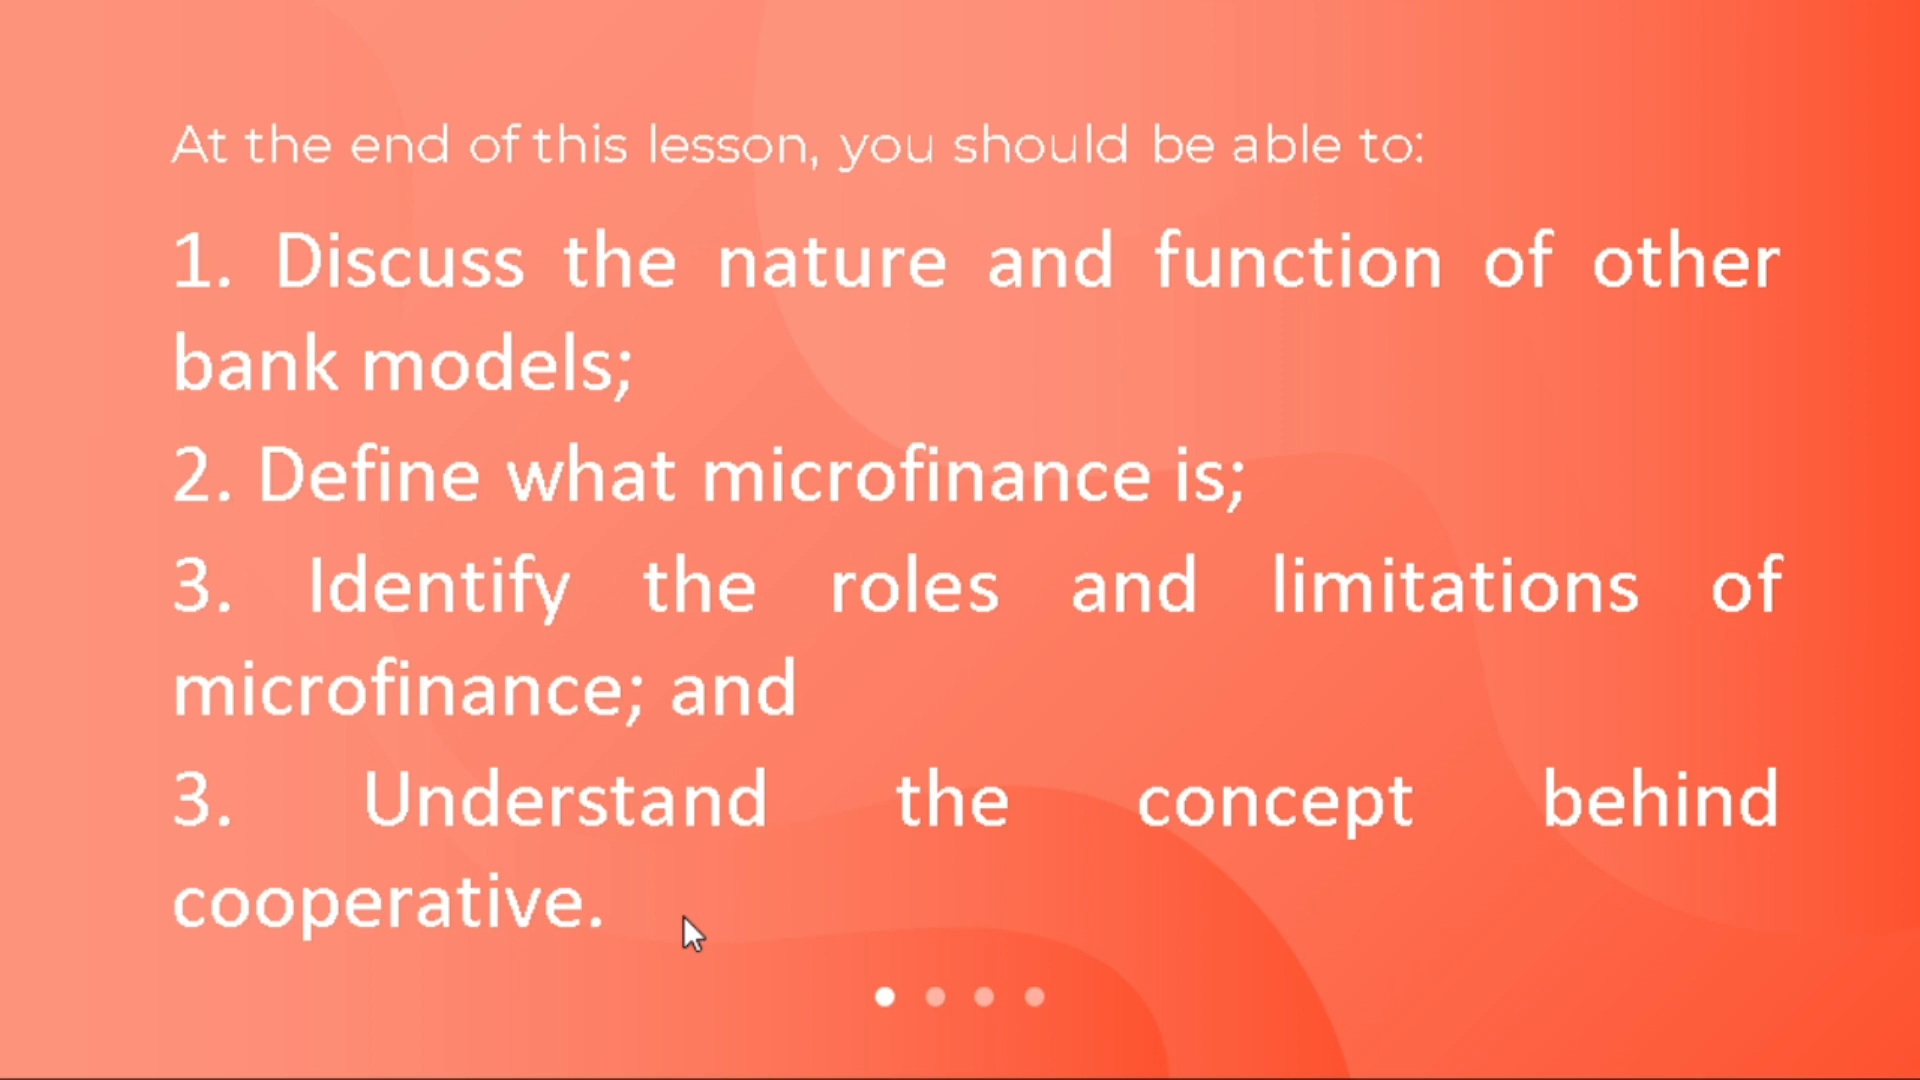 At the end of this lesson, you should be able to:
1. Discuss the nature and function of other
bank models;
2. Define what microfinance is;
3. Identify the roles and limitations of
microfinance; and
3. Understand the concept behind
cooperative.